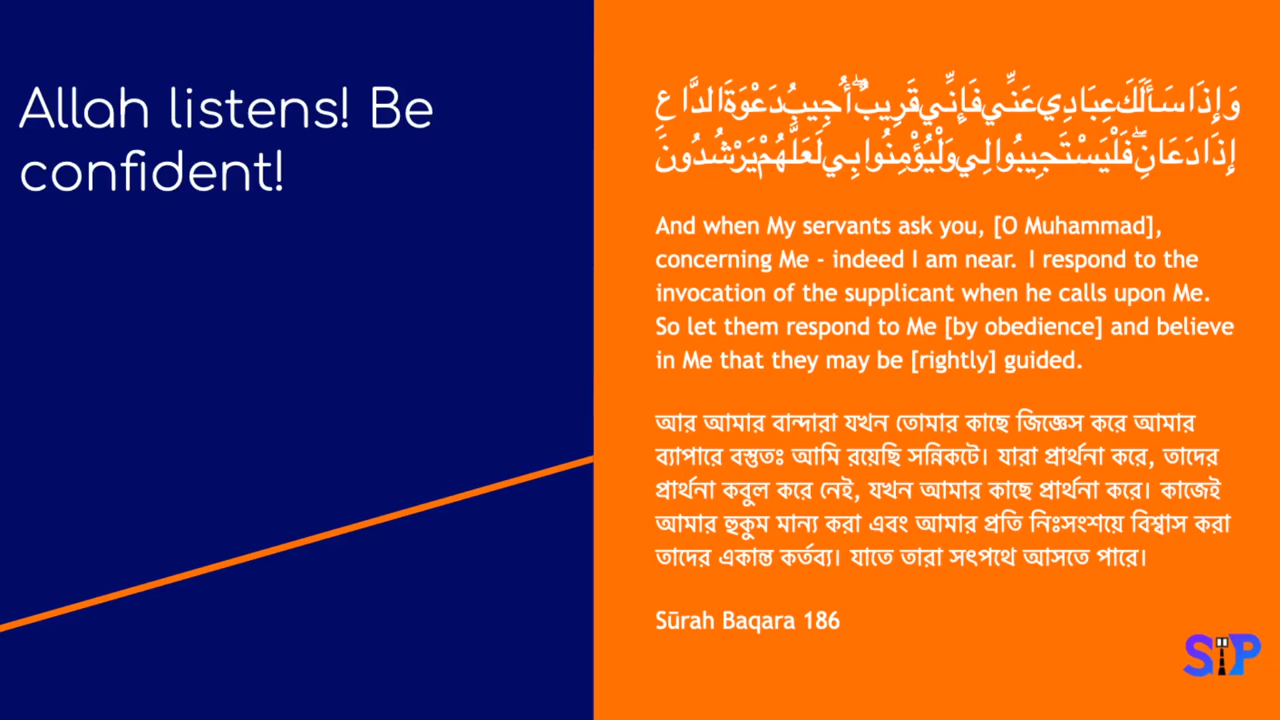 Allah listens! Be
confident!
وَإِذَا سَأَلَكَ عِبَادِي عَنِّي فَإِنِّي قَرِيبٌ ۖ أُجِيبُ دَعْوَةَ الدَّاعِ
إِذَا دَعَانِ ۖ فَلْيَسْتَجِيبُوا لِي وَلْيُؤْمِنُوا بِي لَعَلَّهُمْ يَرْشُدُونَ
And when My servants ask you, [O Muhammad],
concerning Me - indeed I am near. I respond to the
invocation of the supplicant when he calls upon Me.
So let them respond to Me [by obedience] and believe
in Me that they may be [rightly] guided.
আর আমার বান্দারা যখন তোমার কাছে জিজ্ঞেস করে আমার
ব্যাপারে বস্তুতঃ আমি রয়েছি সন্নিকটে। যারা প্রার্থনা করে, তাদের
প্রার্থনা কবুল করে নেই, যখন আমার কাছে প্রার্থনা করে। কাজেই
আমার হুকুম মান্য করা এবং আমার প্রতি নিঃসংশয়ে বিশ্বাস করা
তাদের একান্ত কর্তব্য। যাতে তারা সৎপথে আসতে পারে।
Sūrah Baqara 186
SiP